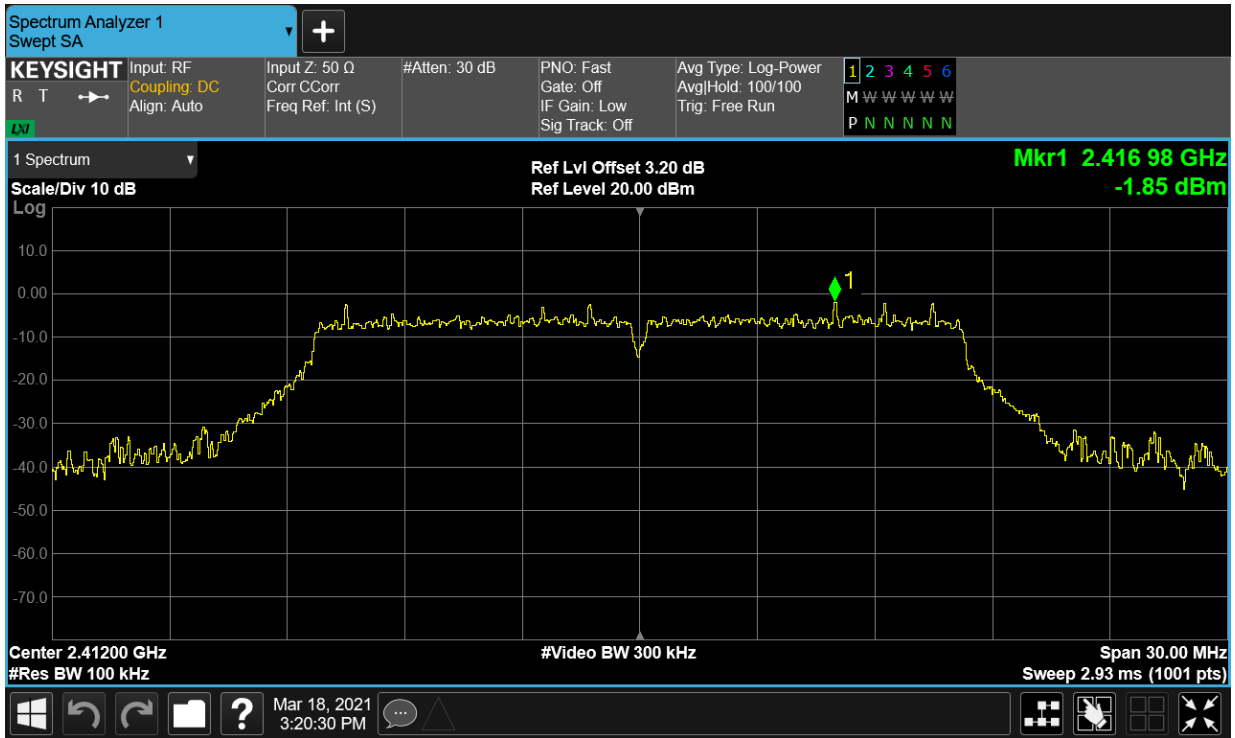 Spectrum Analyzer 1
Swept SA
KEYSIGHT
R T
LXI
Input: RF
Coupling: DC
Align: Auto
Input Z: 50 Ω
Corr CCorr
Freq Ref: Int (S)
#Atten: 30 dB
PNO: Fast
Gate: Off
IF Gain: Low
Sig Track: Off
Avg Type: Log-Power
Avg|Hold: 100/100
Trig: Free Run
1 2 3 4 5 6
M W W W W W
P N N N N N
1 Spectrum
Scale/Div 10 dB
Log
Ref Lvl Offset 3.20 dB
Ref Level 20.00 dBm
Mkr1 2.416 98 GHz
-1.85 dBm
10.0
0.00
-10.0
-20.0
-30.0
-40.0
-50.0
-60.0
-70.0
1
Center 2.41200 GHz
#Res BW 100 kHz
#Video BW 300 kHz
Span 30.00 MHz
Sweep 2.93 ms (1001 pts)
?
Mar 18, 2021
3:20:30 PM